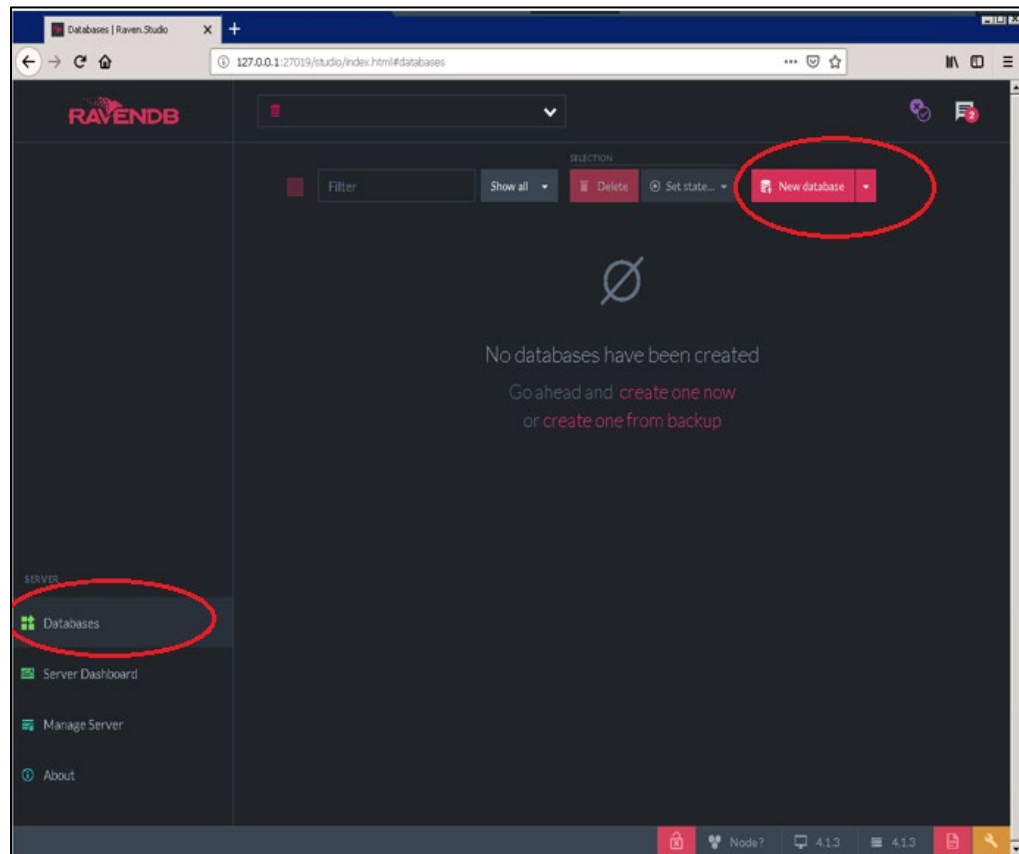 Databases | Raven.Studio
127.0.0.1:27019/studio/index.html#databases
RAVENDB
2
SELECTION
Filter
Show all
Delete
Set state...
New database
No databases have been created
Go ahead and create one now
or create one from backup
SERVER
Databases
Server Dashboard
Manage Server
About
Node?
4.1.3
4.1.3